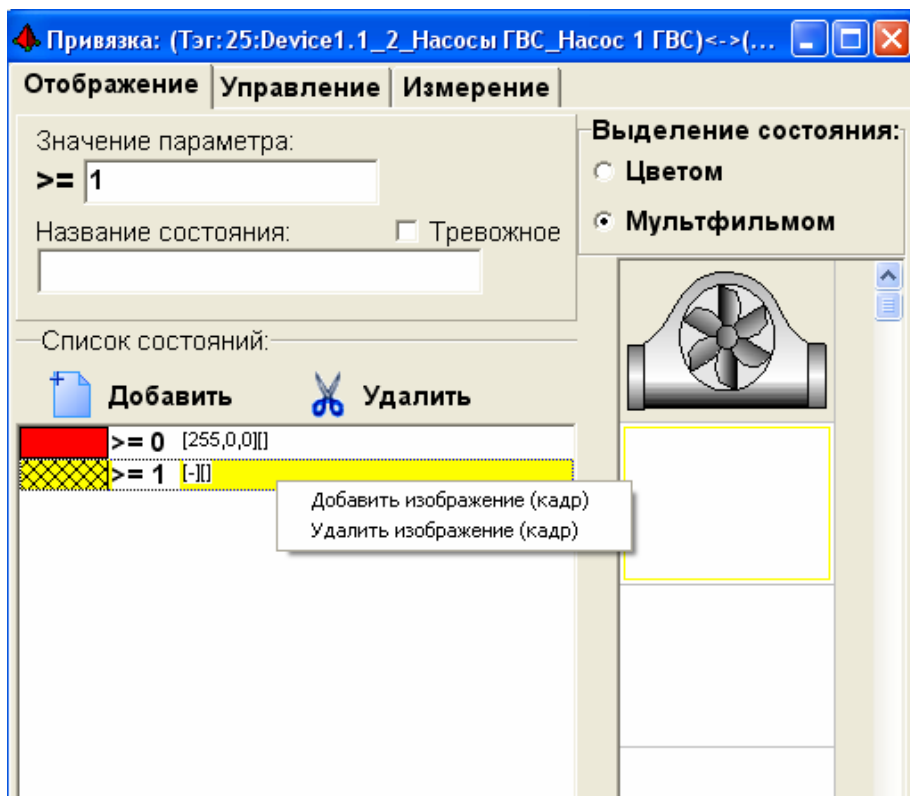 Привязка: (Тэг:25:Device1.1_2_Насосы ГВС_Насос 1 ГВС)<->(...
Отображение Управление Измерение
Значение параметра:
>= 1
Название состояния: Тревожное
Выделение состояния:
Цветом
Мультфильмом
Список состояний:
Добавить Удалить
>= 0 [255,0,0][]
>= 1 [-][]
Добавить изображение (кадр)
Удалить изображение (кадр)